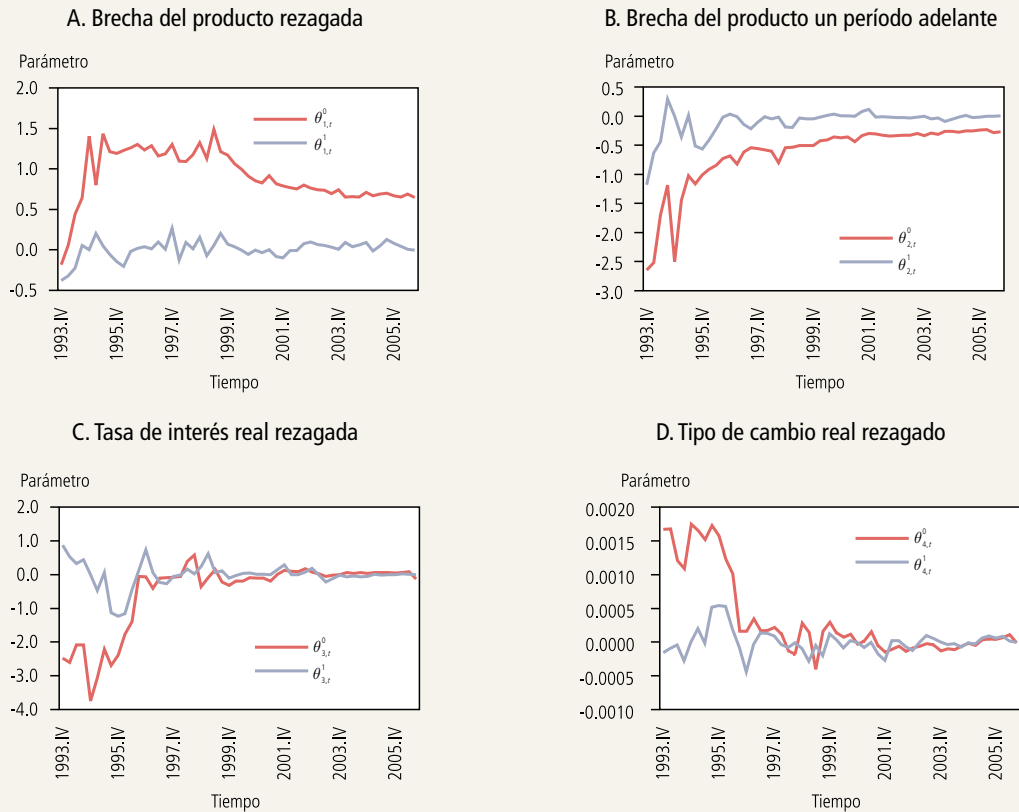 A. Brecha del producto rezagada
Parámetro
2.0
1.5
1.0
0.5
0.0
-0.5
θ⁰₁,ₜ
θ¹₁,ₜ
1993.IV
1995.IV
1997.IV
1999.IV
2001.IV
2003.IV
2005.IV
Tiempo
B. Brecha del producto un período adelante
Parámetro
0.5
0.0
-0.5
-1.0
-1.5
-2.0
-2.5
-3.0
θ⁰₂,ₜ
θ¹₂,ₜ
1993.IV
1995.IV
1997.IV
1999.IV
2001.IV
2003.IV
2005.IV
Tiempo
C. Tasa de interés real rezagada
Parámetro
2.0
1.0
0.0
-1.0
-2.0
-3.0
-4.0
θ⁰₃,ₜ
θ¹₃,ₜ
1993.IV
1995.IV
1997.IV
1999.IV
2001.IV
2003.IV
2005.IV
Tiempo
D. Tipo de cambio real rezagado
Parámetro
0.0020
0.0015
0.0010
0.0005
0.0000
-0.0005
-0.0010
θ⁰₄,ₜ
θ¹₄,ₜ
1993.IV
1995.IV
1997.IV
1999.IV
2001.IV
2003.IV
2005.IV
Tiempo